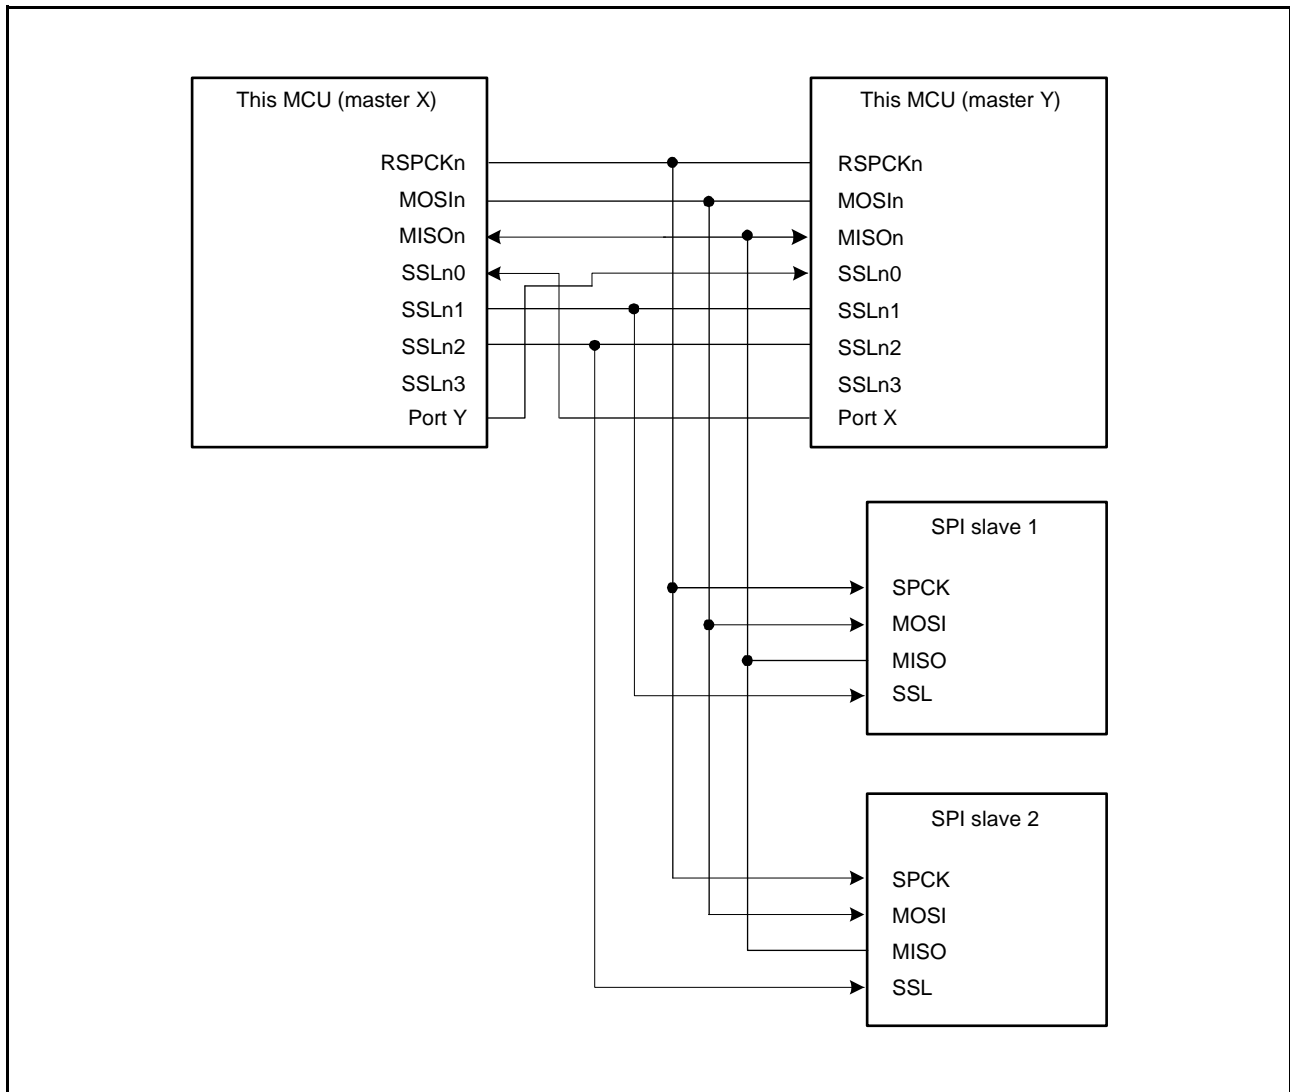 This MCU (master X)
RSPCKn
MOSIn
MISOn
SSLn0
SSLn1
SSLn2
SSLn3
Port Y
This MCU (master Y)
RSPCKn
MOSIn
MISOn
SSLn0
SSLn1
SSLn2
SSLn3
Port X
SPI slave 1
SPCK
MOSI
MISO
SSL
SPI slave 2
SPCK
MOSI
MISO
SSL